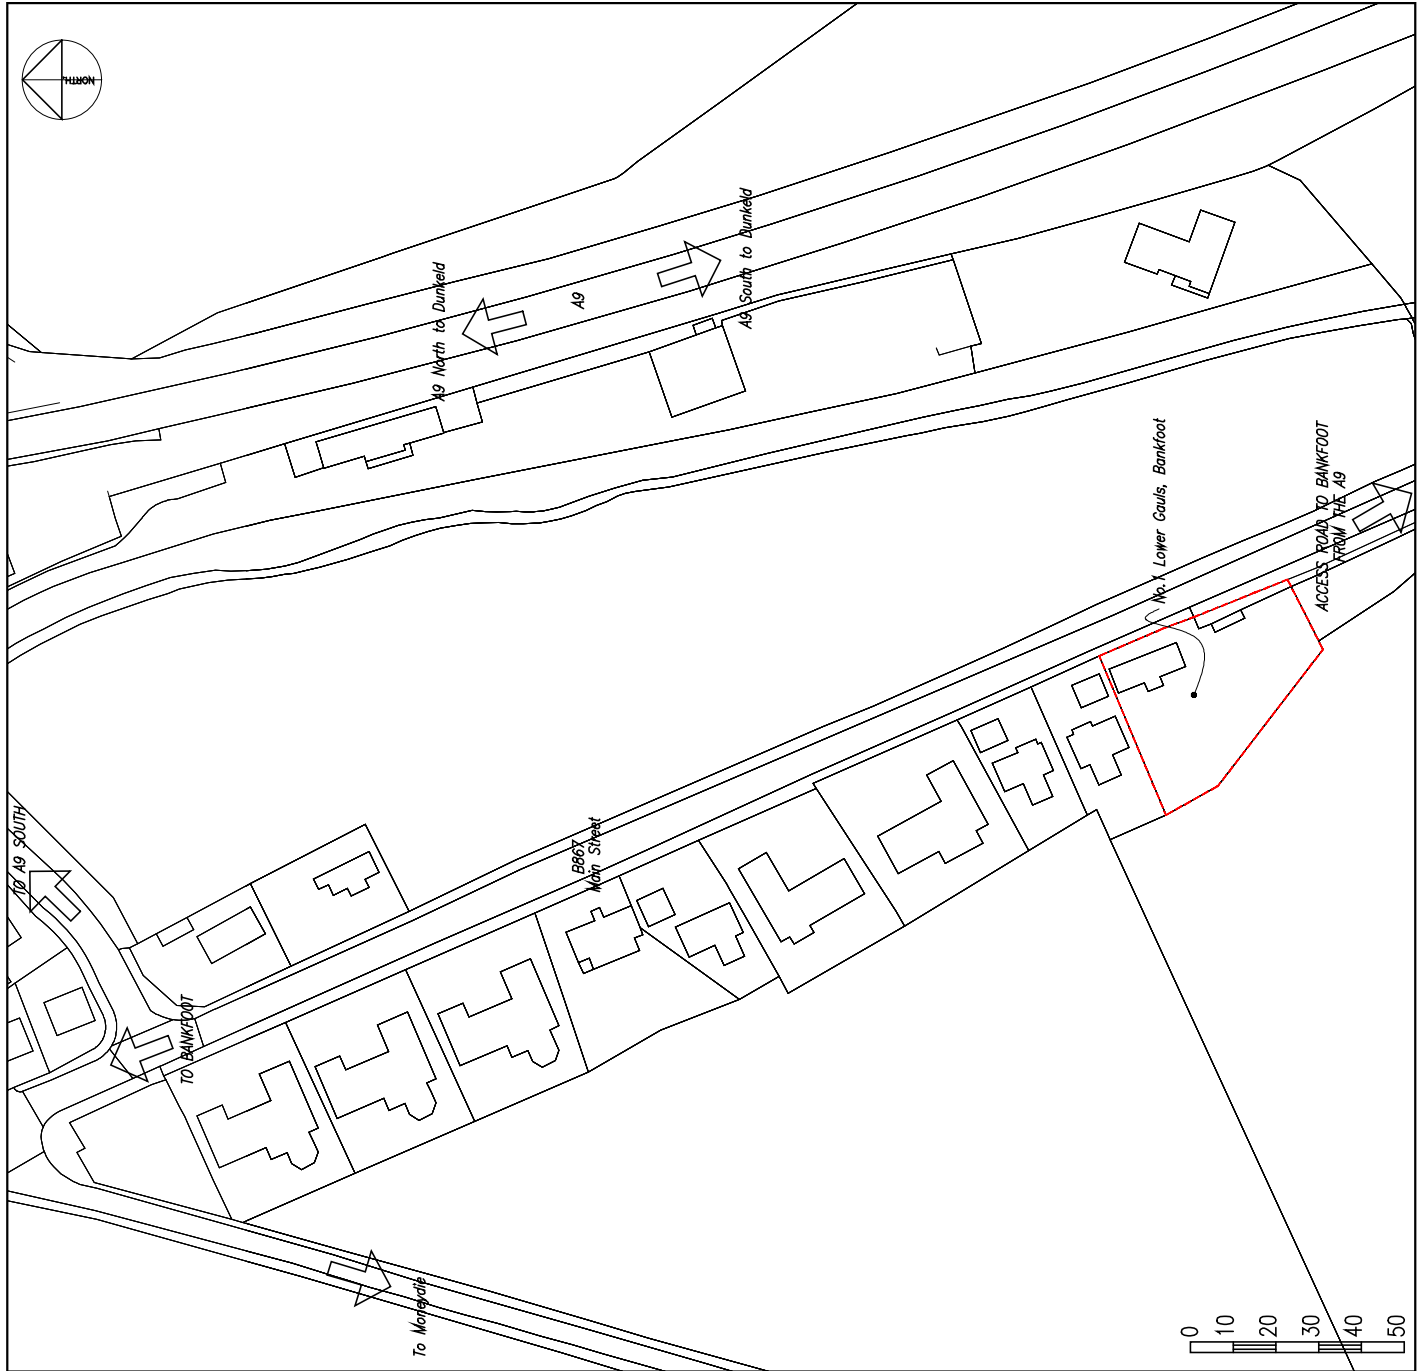 NORTH.
A9 North to Dunkeld
A9
A9 South to Dunkeld
No.1 Lower Gauls, Bankfoot
ACCESS ROAD TO BANKFOOT
FROM THE A9
TO A9 SOUTH
B867
Main Street
TO BANKFOOT
To Moneydie
0
10
20
30
40
50